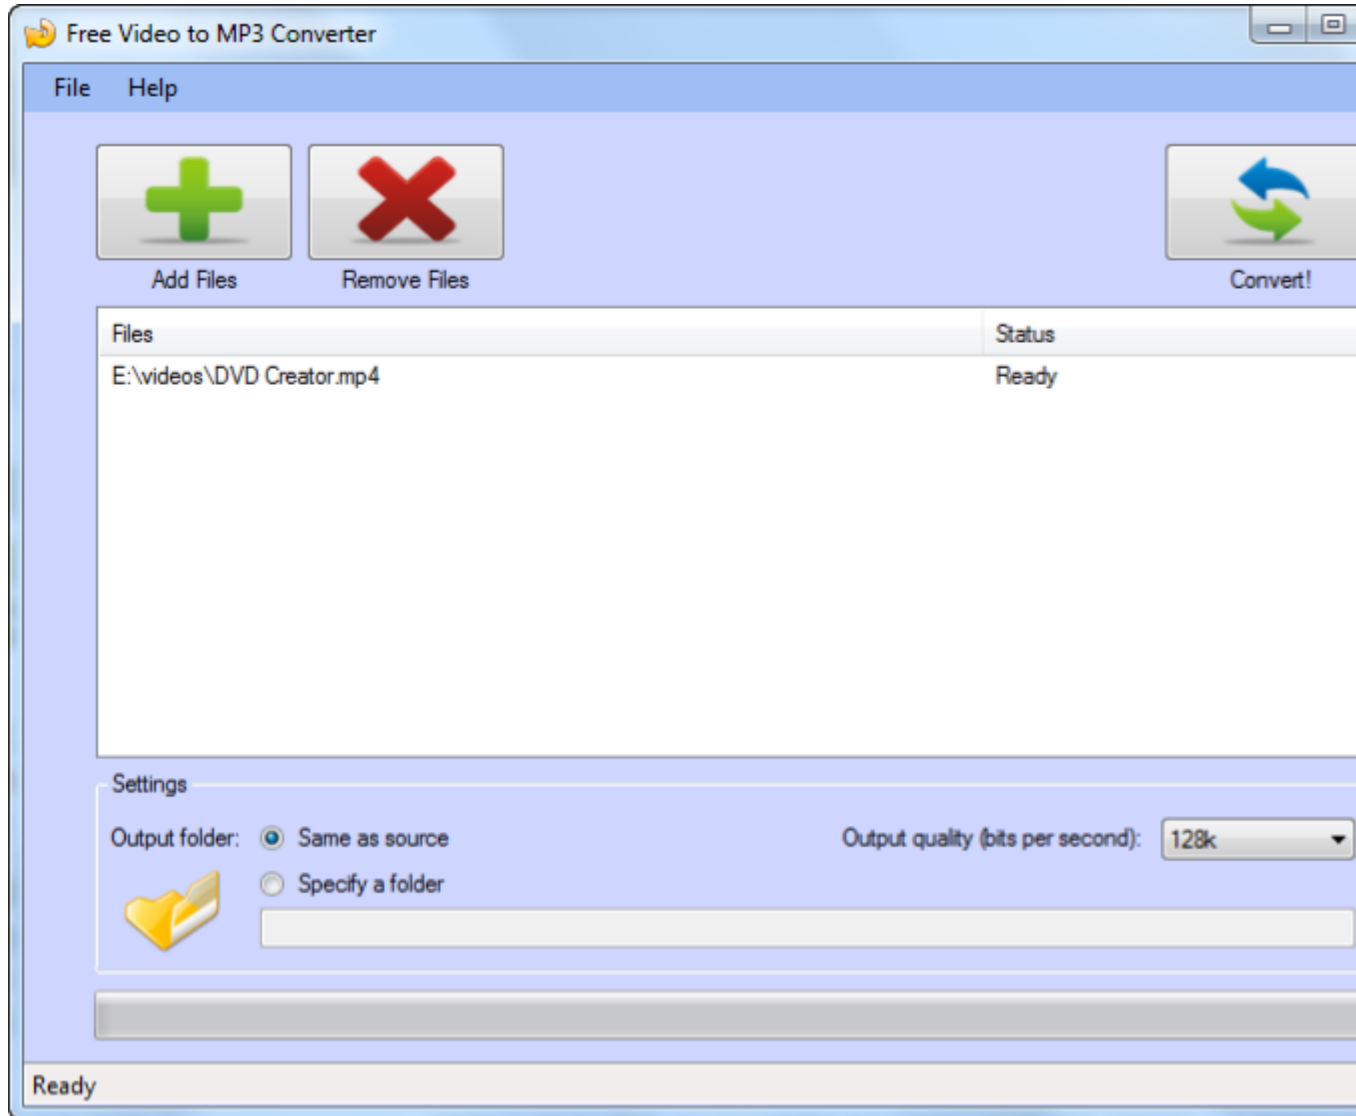 Free Video to MP3 Converter
File Help
Add Files Remove Files Convert!
Files Status
E:\videos\DVD Creator.mp4 Ready
Settings
Output folder: Same as source Output quality (bits per second): 128k
Specify a folder
Ready